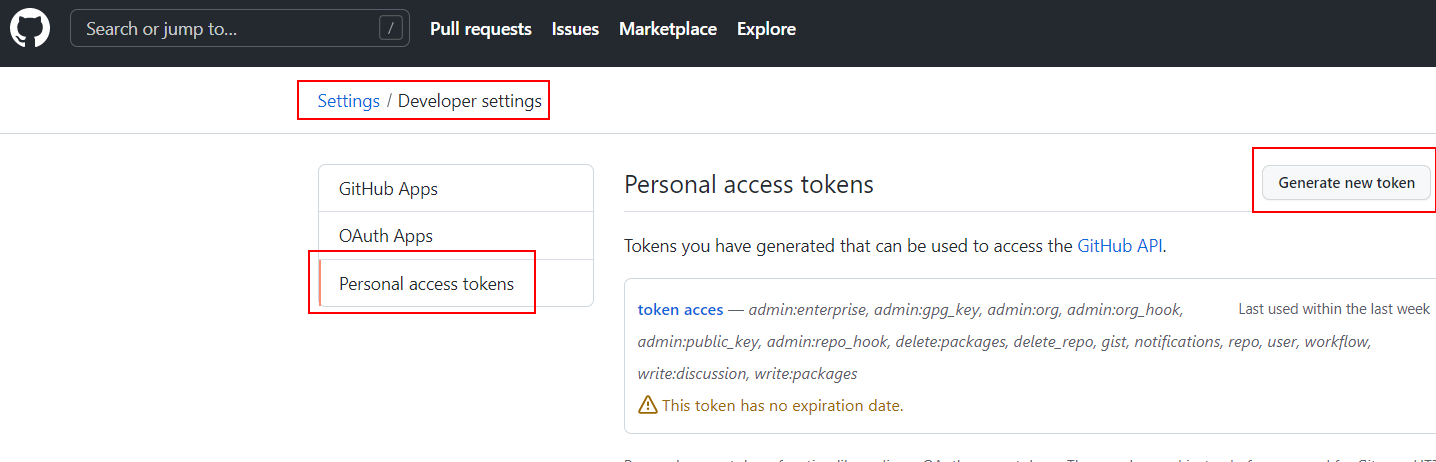 Search or jump to... /
Pull requests Issues Marketplace Explore
Settings / Developer settings
GitHub Apps
OAuth Apps
Personal access tokens
Personal access tokens
Generate new token
Tokens you have generated that can be used to access the GitHub API.
token acces — admin:enterprise, admin:gpg_key, admin:org, admin:org_hook,
Last used within the last week
admin:public_key, admin:repo_hook, delete:packages, delete_repo, gist, notifications, repo, user, workflow,
write:discussion, write:packages
This token has no expiration date.